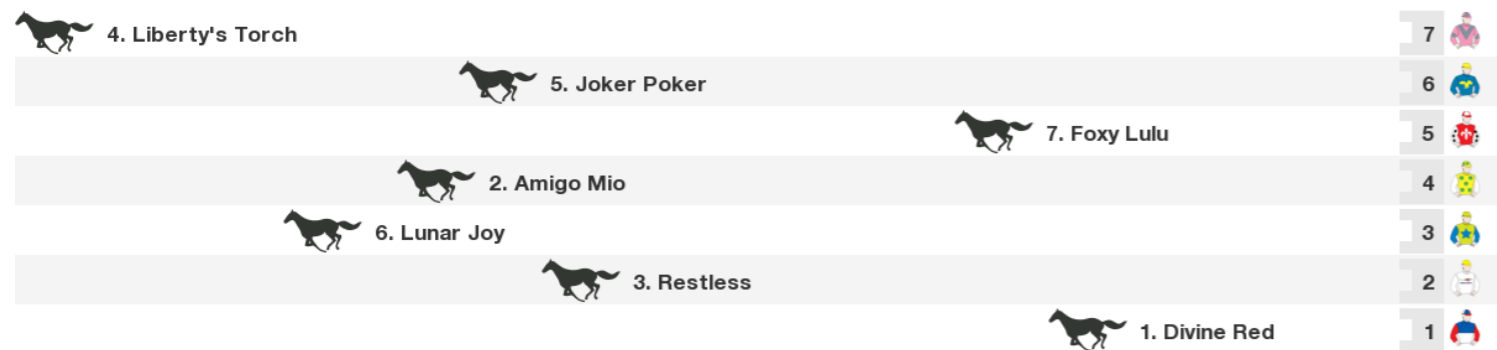 4. Liberty's Torch 7
5. Joker Poker 6
7. Foxy Lulu 5
2. Amigo Mio 4
6. Lunar Joy 3
3. Restless 2
1. Divine Red 1